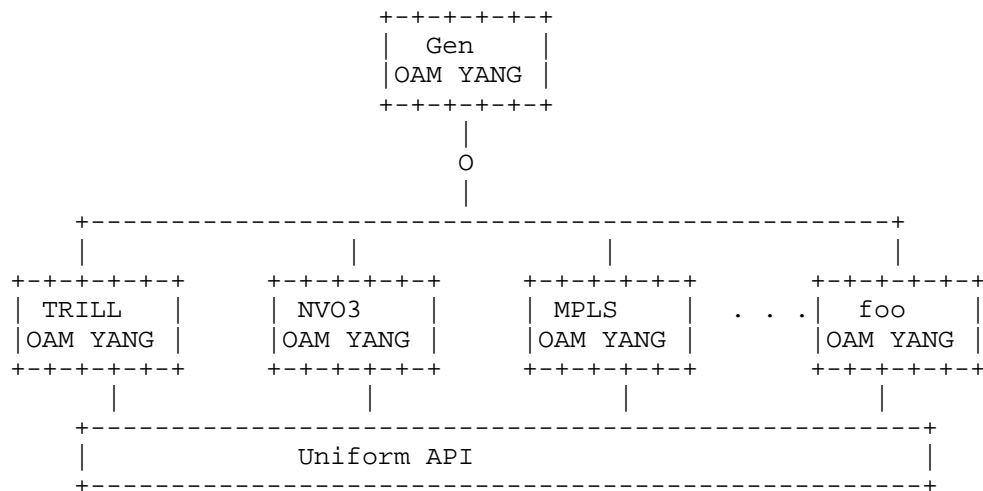 Gen
OAM YANG
O
TRILL NVO3 MPLS . . . foo
OAM YANG OAM YANG OAM YANG OAM YANG
Uniform API